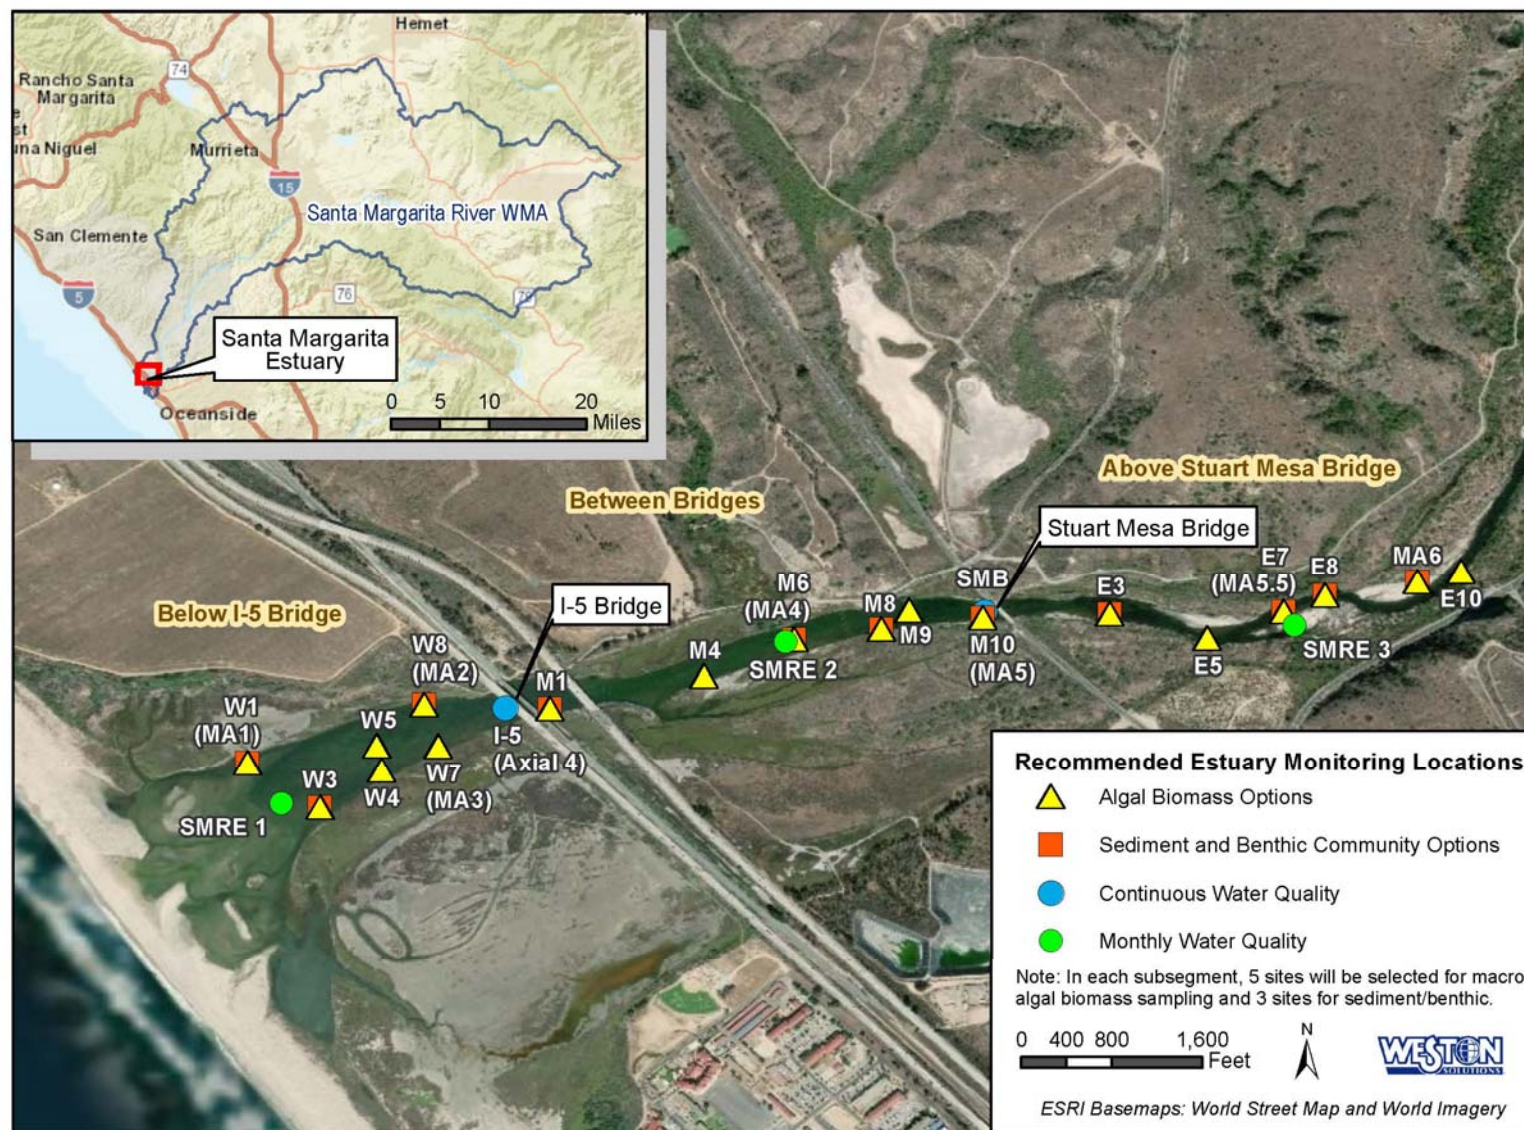 Hemet
74
Rancho Santa
Margarita
una Niguel
Murrieta
15
Santa Margarita River WMA
San Clemente
5
76
Santa Margarita
Estuary
Oceanside
0 5 10 20
Miles
Above Stuart Mesa Bridge
Between Bridges
Stuart Mesa Bridge
I-5 Bridge
Below I-5 Bridge
W1
(MA1)
SMRE 1
W3
W5
W4
W8
(MA2)
W7
(MA3)
I-5
(Axial 4)
M1
M4
M6
(MA4)
SMRE 2
M8
M9
SMB
M10
(MA5)
E3
E5
E7
(MA5.5)
SMRE 3
E8
MA6
E10
Recommended Estuary Monitoring Locations
Algal Biomass Options
Sediment and Benthic Community Options
Continuous Water Quality
Monthly Water Quality
Note: In each subsegment, 5 sites will be selected for macro
algal biomass sampling and 3 sites for sediment/benthic.
0 400 800 1,600
Feet
N
WESTON
SOLUTIONS
ESRI Basemaps: World Street Map and World Imagery